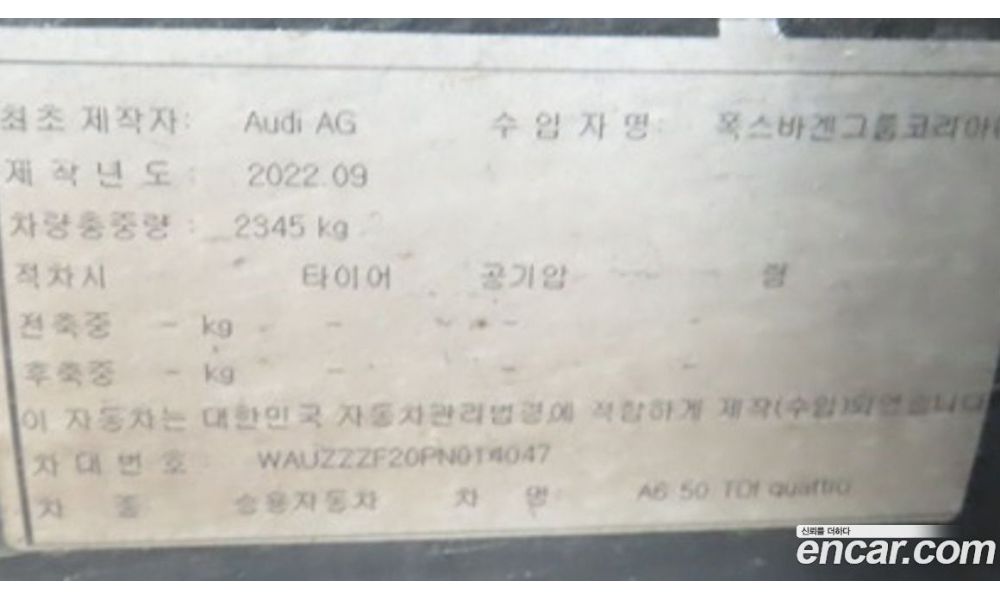 최초 제작자: Audi AG 수 입 자 명: 폭스바겐그룹코리아
제 작 년 도 : 2022.09
차량총중량 : 2345 kg
적차시 타이어 공기압 림
전축중 - kg - - -
후축중 - kg - - -
이 자동차는 대한민국 자동차관리법령에 적합하게 제작(수입)되었습니다
차 대 번 호 WAUZZZF20PN014047
차 종 승용자동차 차 명: A6 50 TDI quattro
신뢰를 더하다
encar.com